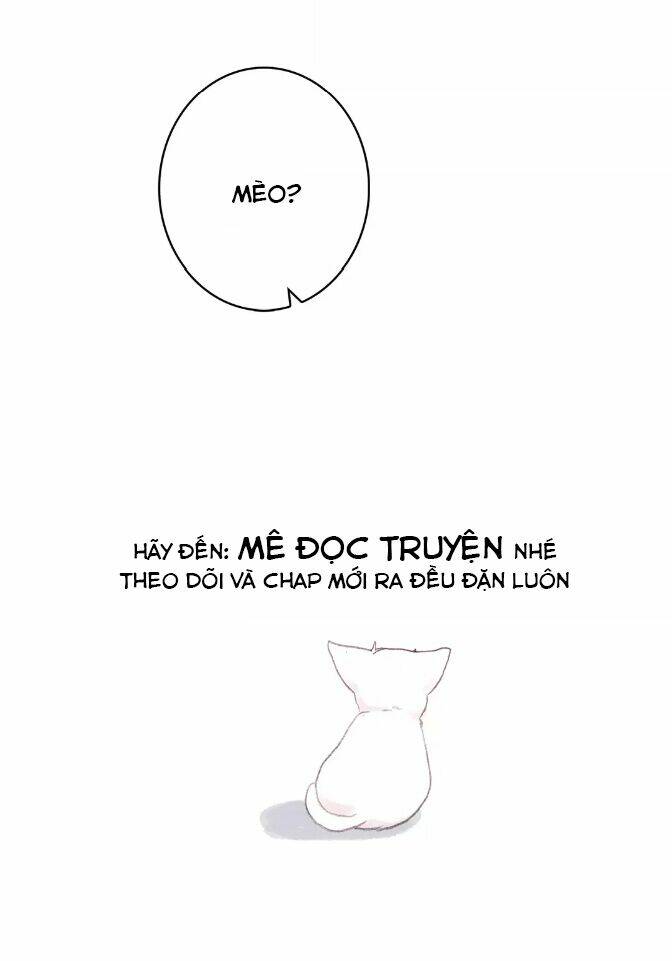 MÈO?
HÃY ĐẾN: MÊ ĐỌC TRUYỆN NHÉ
THEO DÕI VÀ CHAP MỚI RA ĐỀU ĐẶN LUÔN